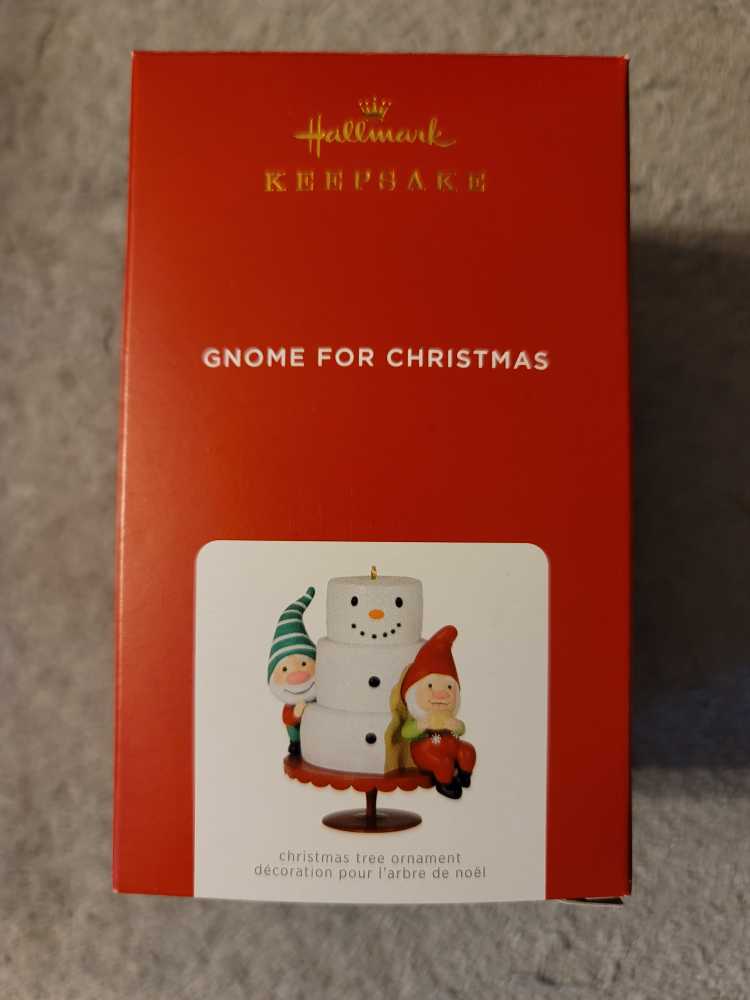 Hallmark
KEEPSAKE
GNOME FOR CHRISTMAS
christmas tree ornament
décoration pour l'arbre de noël